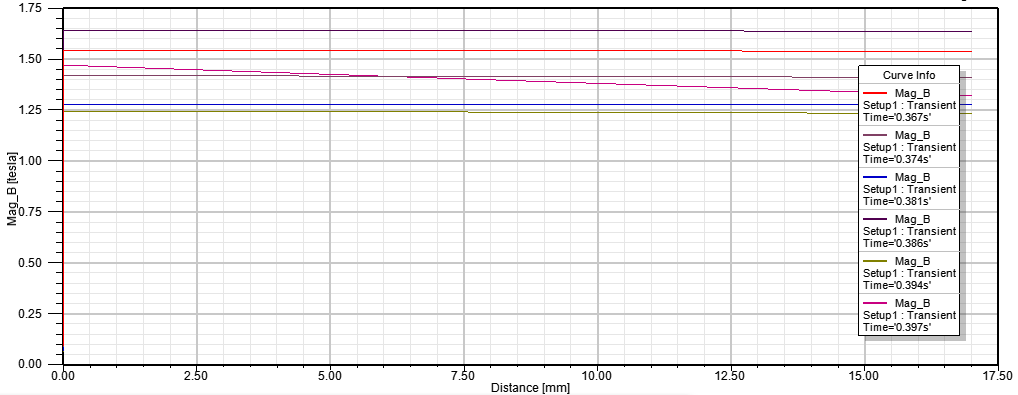 1.75
1.50
1.25
1.00
0.75
0.50
0.25
0.00
Mag_B [tesla]
0.00 2.50 5.00 7.50 10.00 12.50 15.00 17.50
Distance [mm]
Curve Info
Mag_B
Setup1 : Transient
Time='0.367s'
Mag_B
Setup1 : Transient
Time='0.374s'
Mag_B
Setup1 : Transient
Time='0.381s'
Mag_B
Setup1 : Transient
Time='0.386s'
Mag_B
Setup1 : Transient
Time='0.394s'
Mag_B
Setup1 : Transient
Time='0.397s'